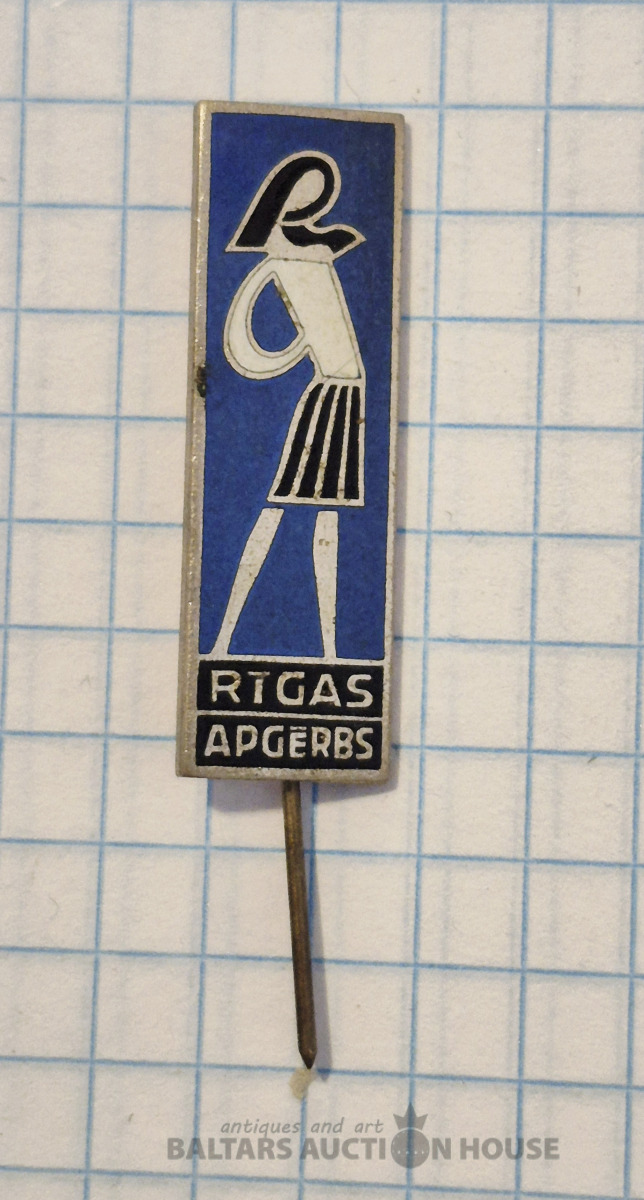 RĪGAS
APĢĒRBS
antiques and art
BALTARS AUCTION HOUSE